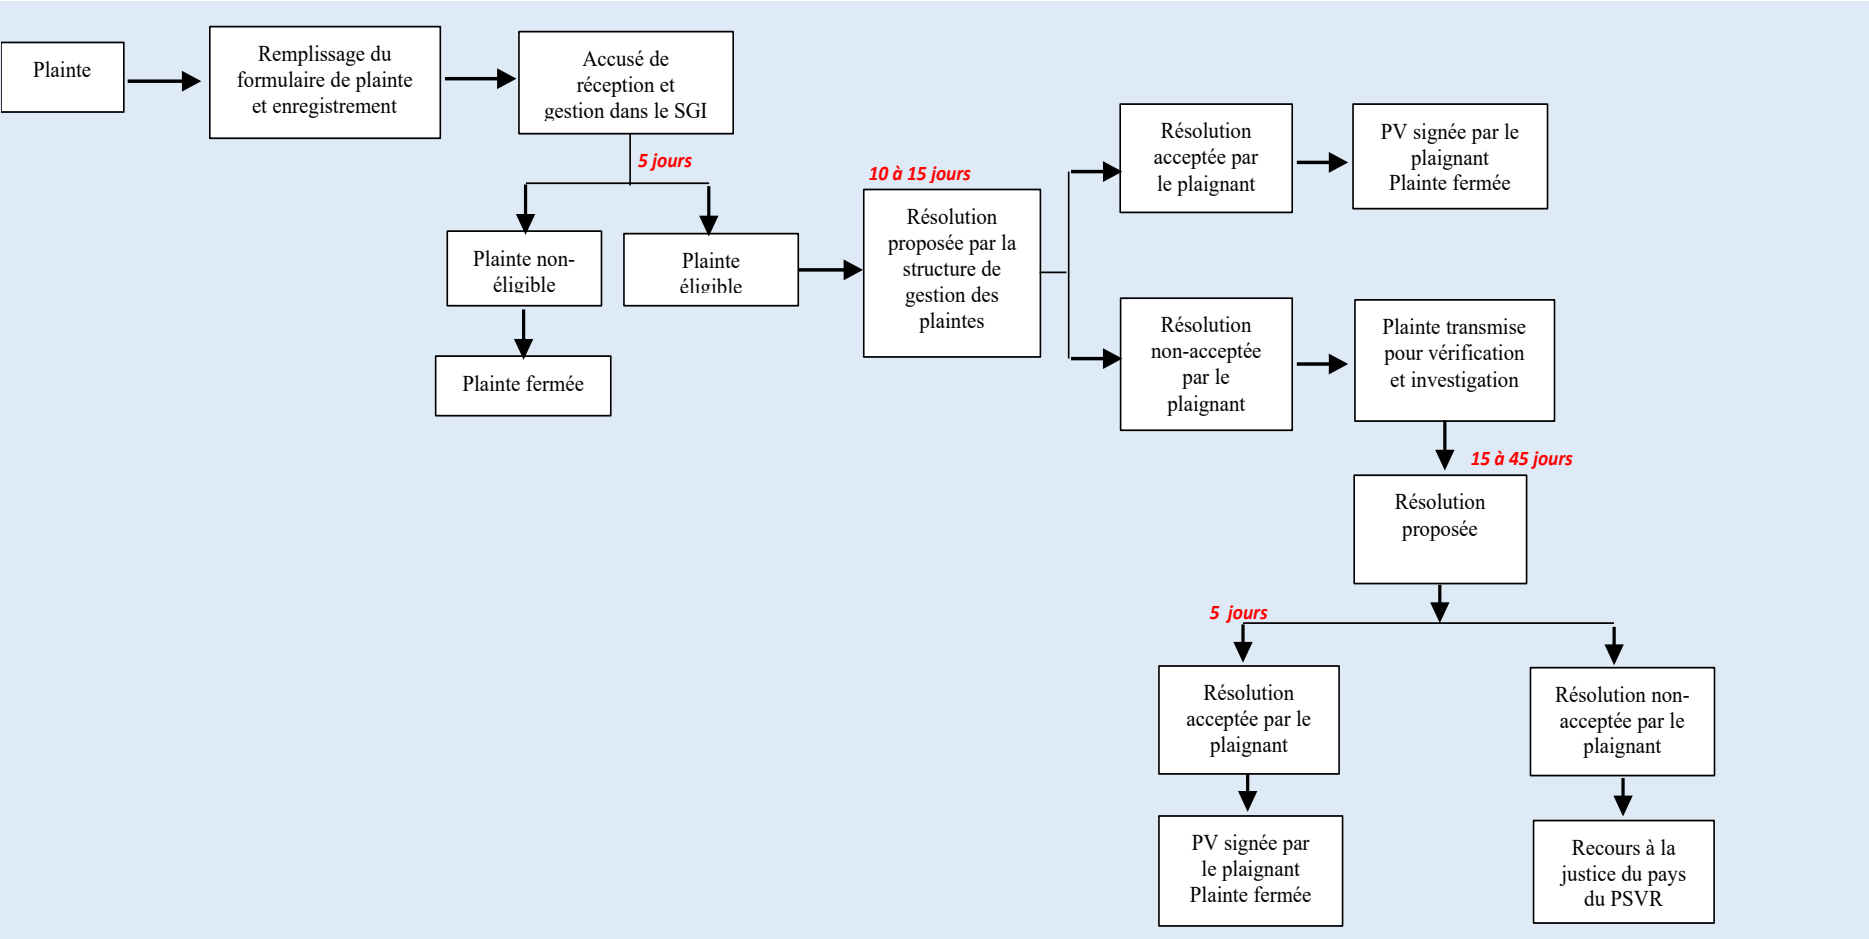 Plainte
Remplissage du
formulaire de plainte
et enregistrement
Accusé de
réception et
gestion dans le SGI
5 jours
Plainte non-
éligible
Plainte
éligible
Plainte fermée
10 à 15 jours
Résolution
proposée par la
structure de
gestion des
plaintes
Résolution
acceptée par
le plaignant
PV signée par le
plaignant
Plainte fermée
Résolution
non-acceptée
par le
plaignant
Plainte transmise
pour vérification
et investigation
15 à 45 jours
Résolution
proposée
5 jours
Résolution
acceptée par le
plaignant
Résolution non-
acceptée par le
plaignant
PV signée par
le plaignant
Plainte fermée
Recours à la
justice du pays
du PSVR